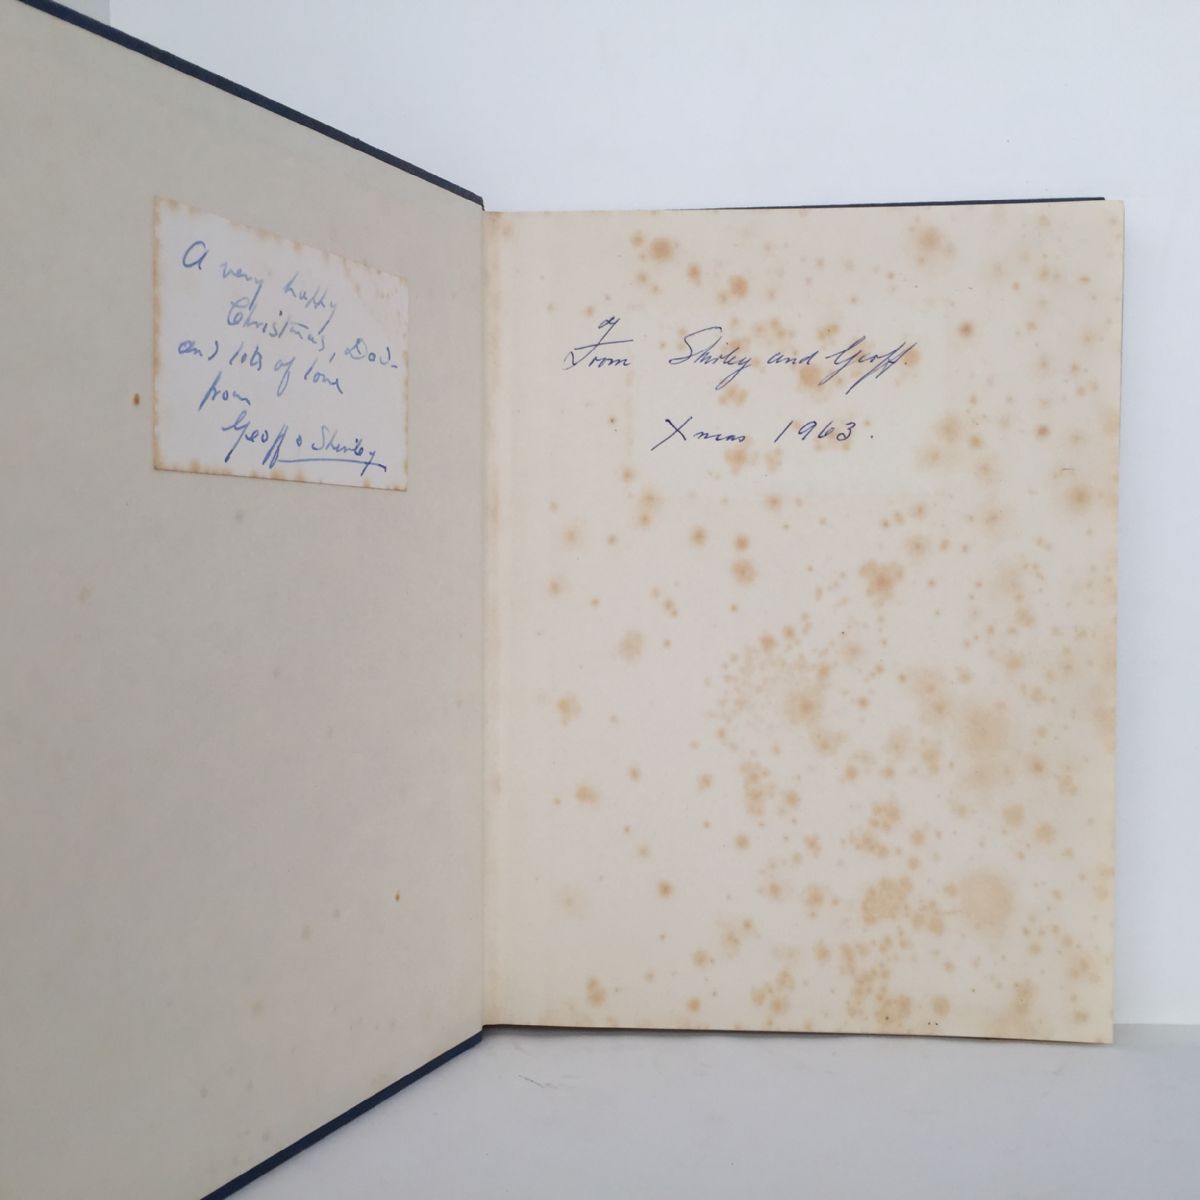 A very happy
Christmas, Dad -
and lots of love
from
Geoff & Shirley
From Shirley and Geoff.
Xmas 1963.